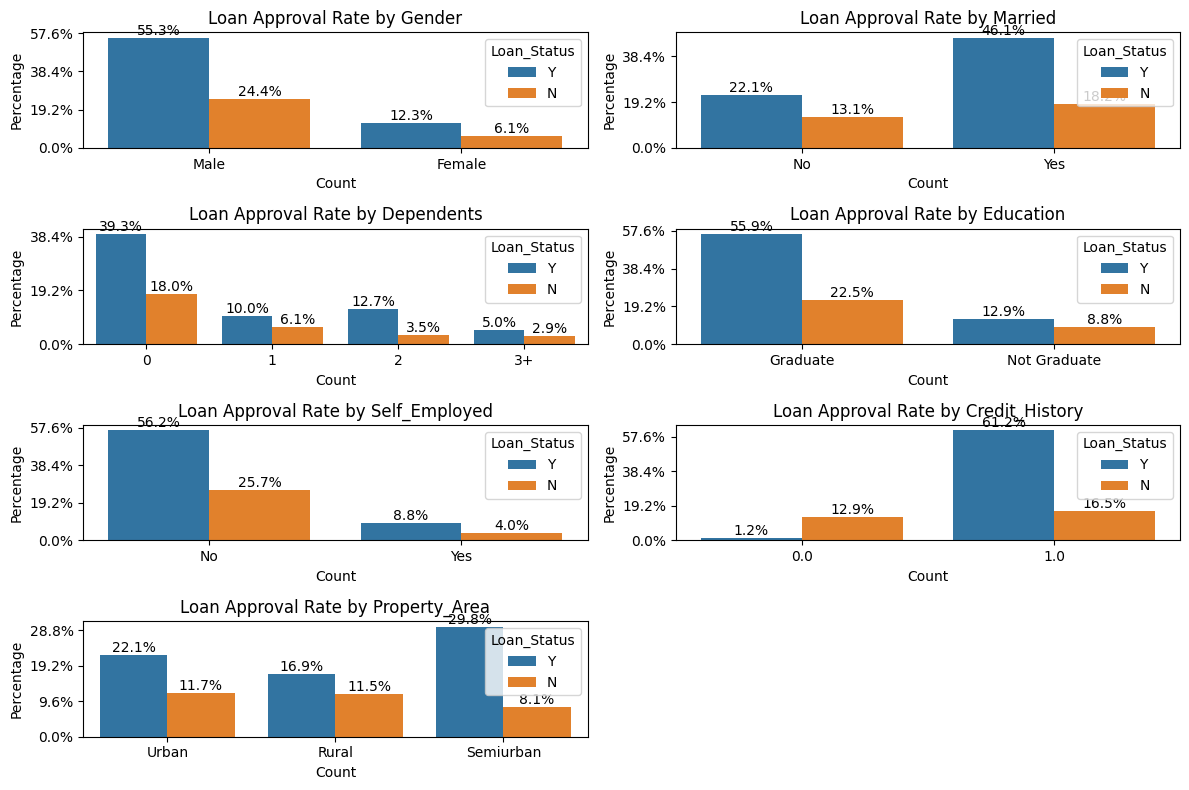 Loan Approval Rate by Gender
57.6%
38.4%
19.2%
0.0%
Percentage
55.3%
24.4%
12.3%
6.1%
Loan_Status
Y
N
Male
Female
Count
Loan Approval Rate by Married
38.4%
19.2%
0.0%
Percentage
22.1%
13.1%
46.1%
18.2%
Loan_Status
Y
N
No
Yes
Count
Loan Approval Rate by Dependents
38.4%
19.2%
0.0%
Percentage
39.3%
18.0%
10.0%
6.1%
12.7%
3.5%
5.0%
2.9%
Loan_Status
Y
N
0
1
2
3+
Count
Loan Approval Rate by Education
57.6%
38.4%
19.2%
0.0%
Percentage
55.9%
22.5%
12.9%
8.8%
Loan_Status
Y
N
Graduate
Not Graduate
Count
Loan Approval Rate by Self_Employed
57.6%
38.4%
19.2%
0.0%
Percentage
56.2%
25.7%
8.8%
4.0%
Loan_Status
Y
N
No
Yes
Count
Loan Approval Rate by Credit_History
57.6%
38.4%
19.2%
0.0%
Percentage
1.2%
12.9%
61.2%
16.5%
Loan_Status
Y
N
0.0
1.0
Count
Loan Approval Rate by Property_Area
28.8%
19.2%
9.6%
0.0%
Percentage
22.1%
11.7%
16.9%
11.5%
29.8%
8.1%
Loan_Status
Y
N
Urban
Rural
Semiurban
Count